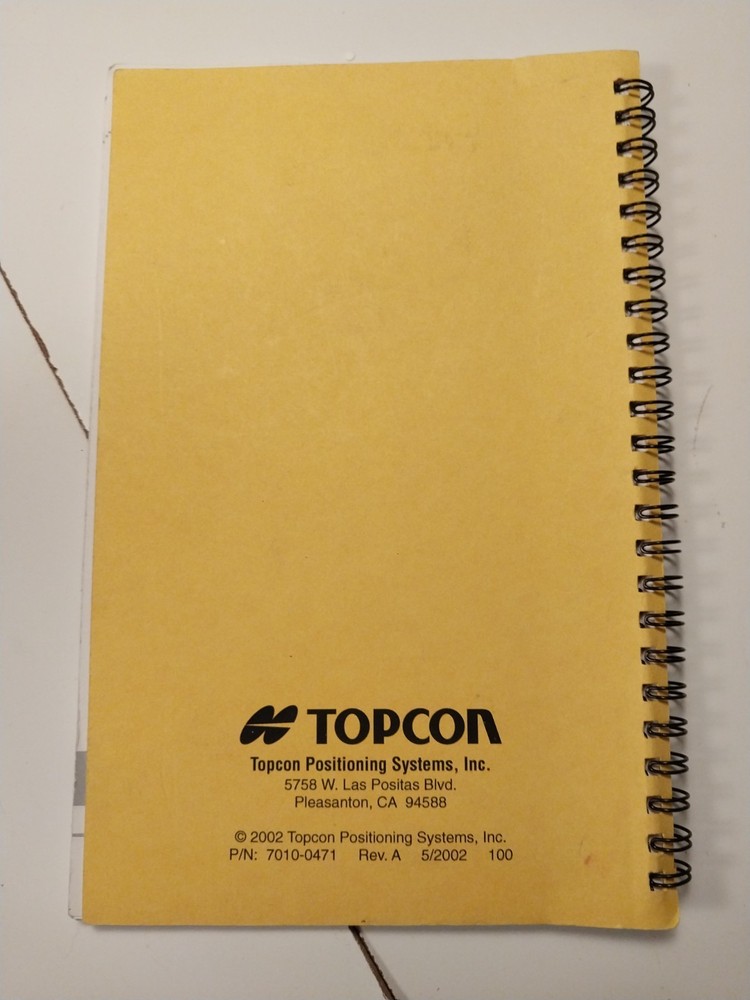 TOPCON
Topcon Positioning Systems, Inc.
5758 W. Las Positas Blvd.
Pleasanton, CA 94588
© 2002 Topcon Positioning Systems, Inc.
P/N: 7010-0471 Rev. A 5/2002 100